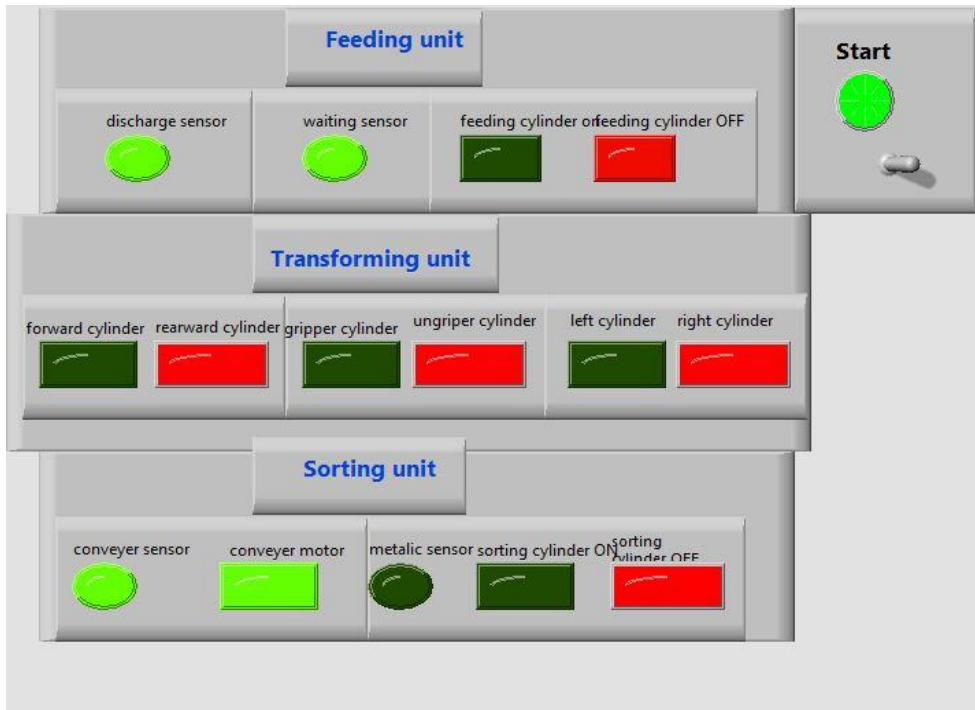 Feeding unit
Start
discharge sensor
waiting sensor
feeding cylinder on
feeding cylinder OFF
Transforming unit
forward cylinder
rearward cylinder
gripper cylinder
ungriper cylinder
left cylinder
right cylinder
Sorting unit
conveyer sensor
conveyer motor
metalic sensor
sorting cylinder ON
sorting
cylinder OFF